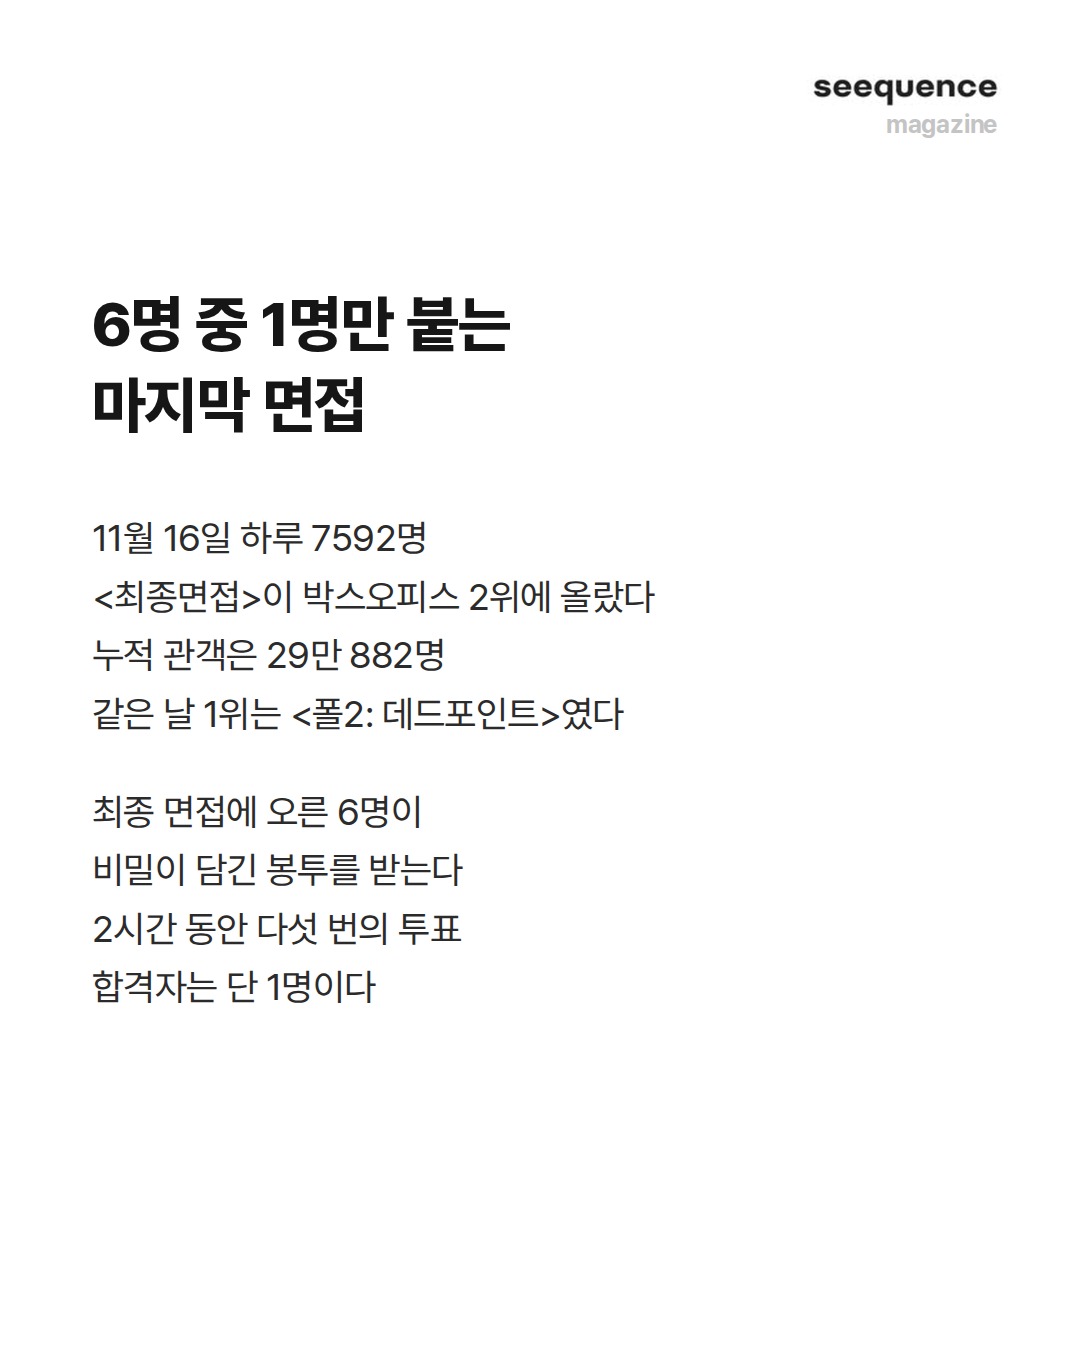 seequence
magazine
6명 중 1명만 붙는
마지막 면접
11월 16일 하루 7592명
<최종면접>이 박스오피스 2위에 올랐다
누적 관객은 29만 882명
같은 날 1위는 <폴2: 데드포인트>였다
최종 면접에 오른 6명이
비밀이 담긴 봉투를 받는다
2시간 동안 다섯 번의 투표
합격자는 단 1명이다